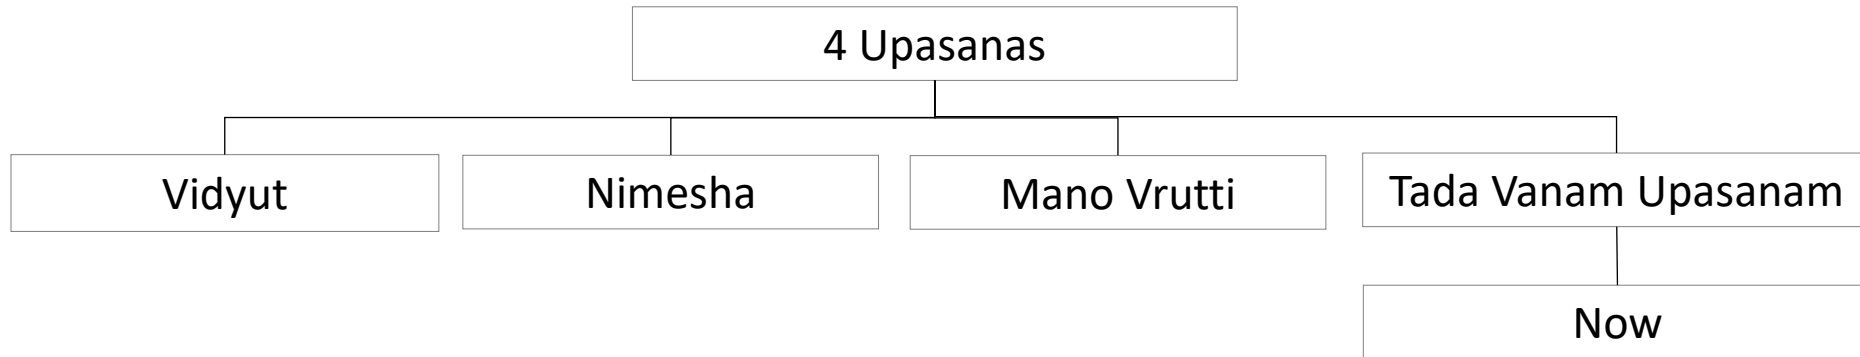 4 Upasanas
Vidyut
Nimesha
Mano Vrutti
Tada Vanam Upasanam
Now